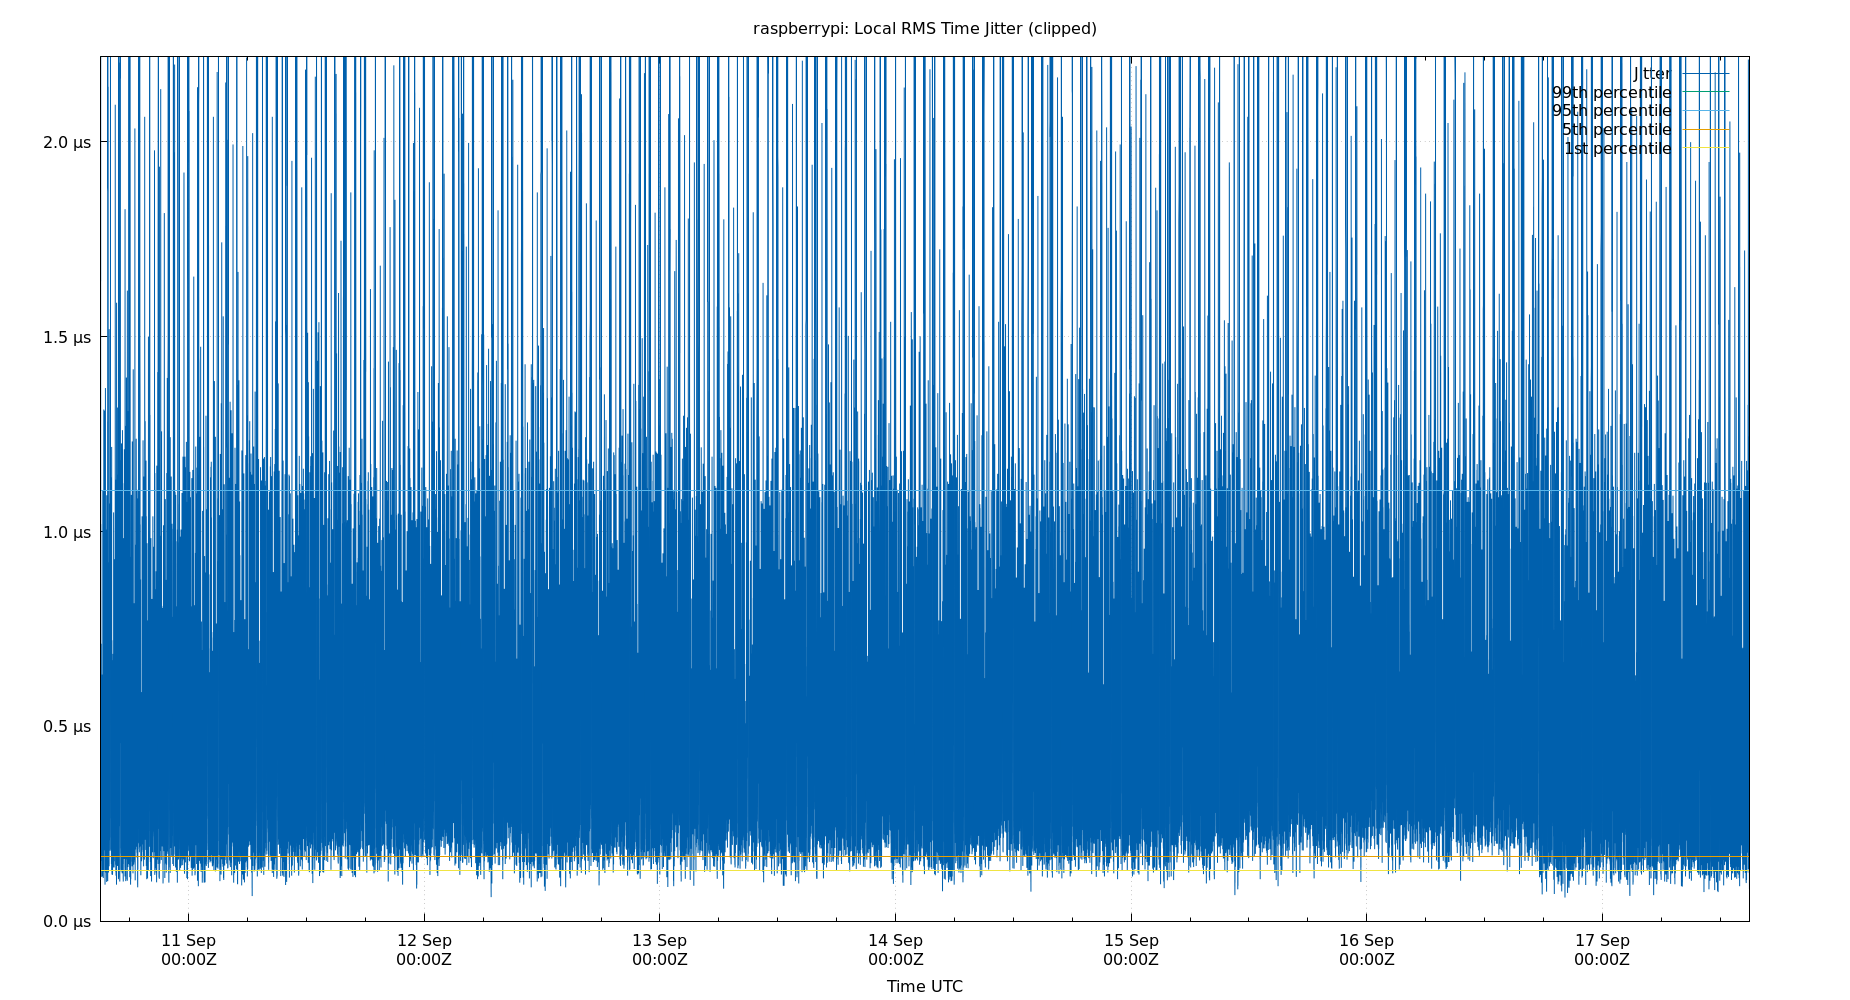 raspberrypi: Local RMS Time Jitter (clipped)
Jitter
99th percentile
95th percentile
5th percentile
1st percentile
2.0 µs
1.5 µs
1.0 µs
0.5 µs
0.0 µs
11 Sep 12 Sep 13 Sep 14 Sep 15 Sep 16 Sep 17 Sep
00:00Z 00:00Z 00:00Z 00:00Z 00:00Z 00:00Z 00:00Z
Time UTC